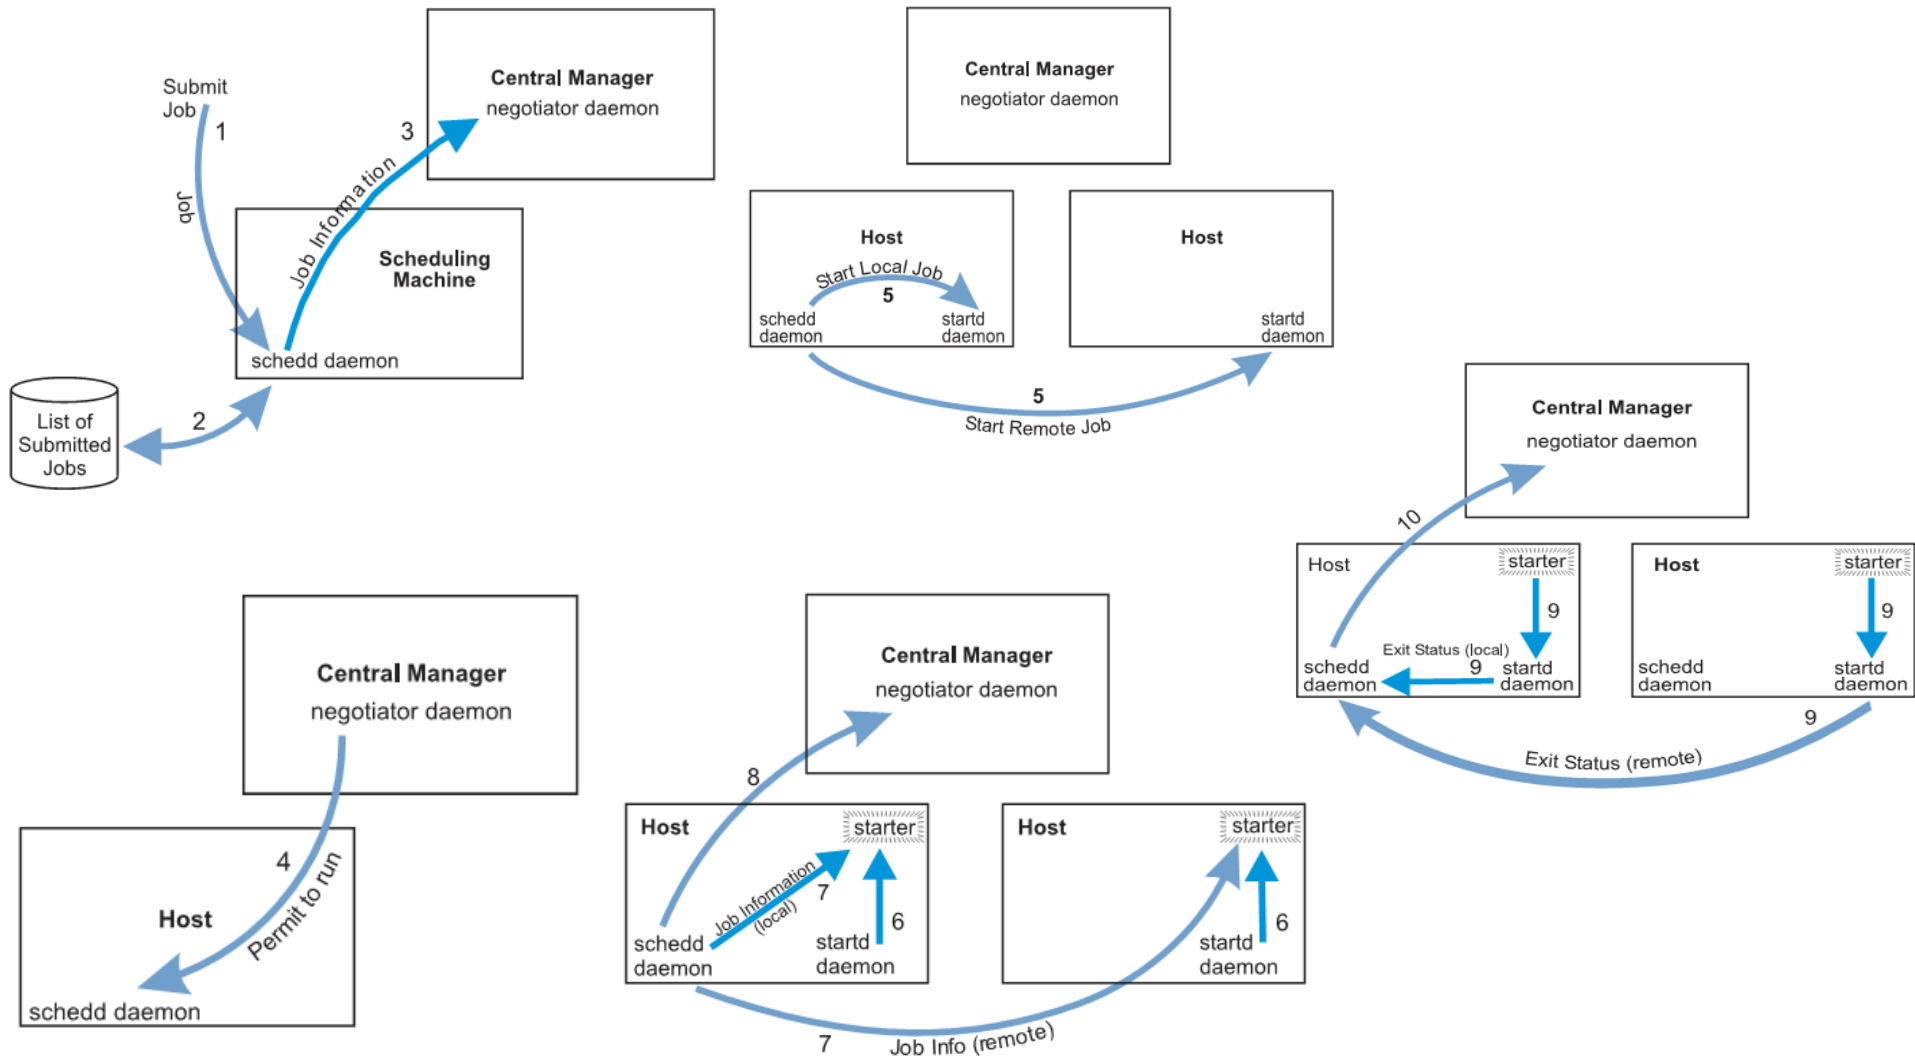 Submit
Job
1
Job
Central Manager
negotiator daemon
3
Job Information
Scheduling
Machine
schedd daemon
2
List of
Submitted
Jobs
Central Manager
negotiator daemon
Host
Start Local Job
5
schedd
daemon
startd
daemon
Host
startd
daemon
5
Start Remote Job
Central Manager
negotiator daemon
4
Permit to run
Host
schedd daemon
Central Manager
negotiator daemon
8
Host
starter
Job Information
(local)
7
6
schedd
daemon
startd
daemon
Host
starter
6
startd
daemon
7
Job Info (remote)
Central Manager
negotiator daemon
10
Host
starter
9
Exit Status (local)
9
schedd
daemon
startd
daemon
Host
starter
9
schedd
daemon
startd
daemon
9
Exit Status (remote)